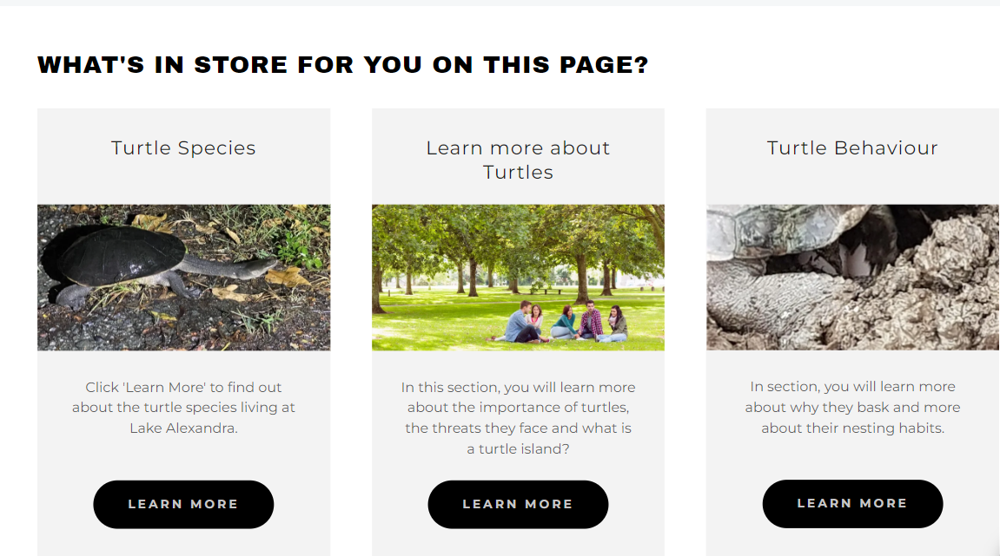 WHAT'S IN STORE FOR YOU ON THIS PAGE?
Turtle Species
Click 'Learn More' to find out
about the turtle species living at
Lake Alexandra.
LEARN MORE
Learn more about
Turtles
In this section, you will learn more
about the importance of turtles,
the threats they face and what is
a turtle island?
LEARN MORE
Turtle Behaviour
In section, you will learn more
about why they bask and more
about their nesting habits.
LEARN MORE